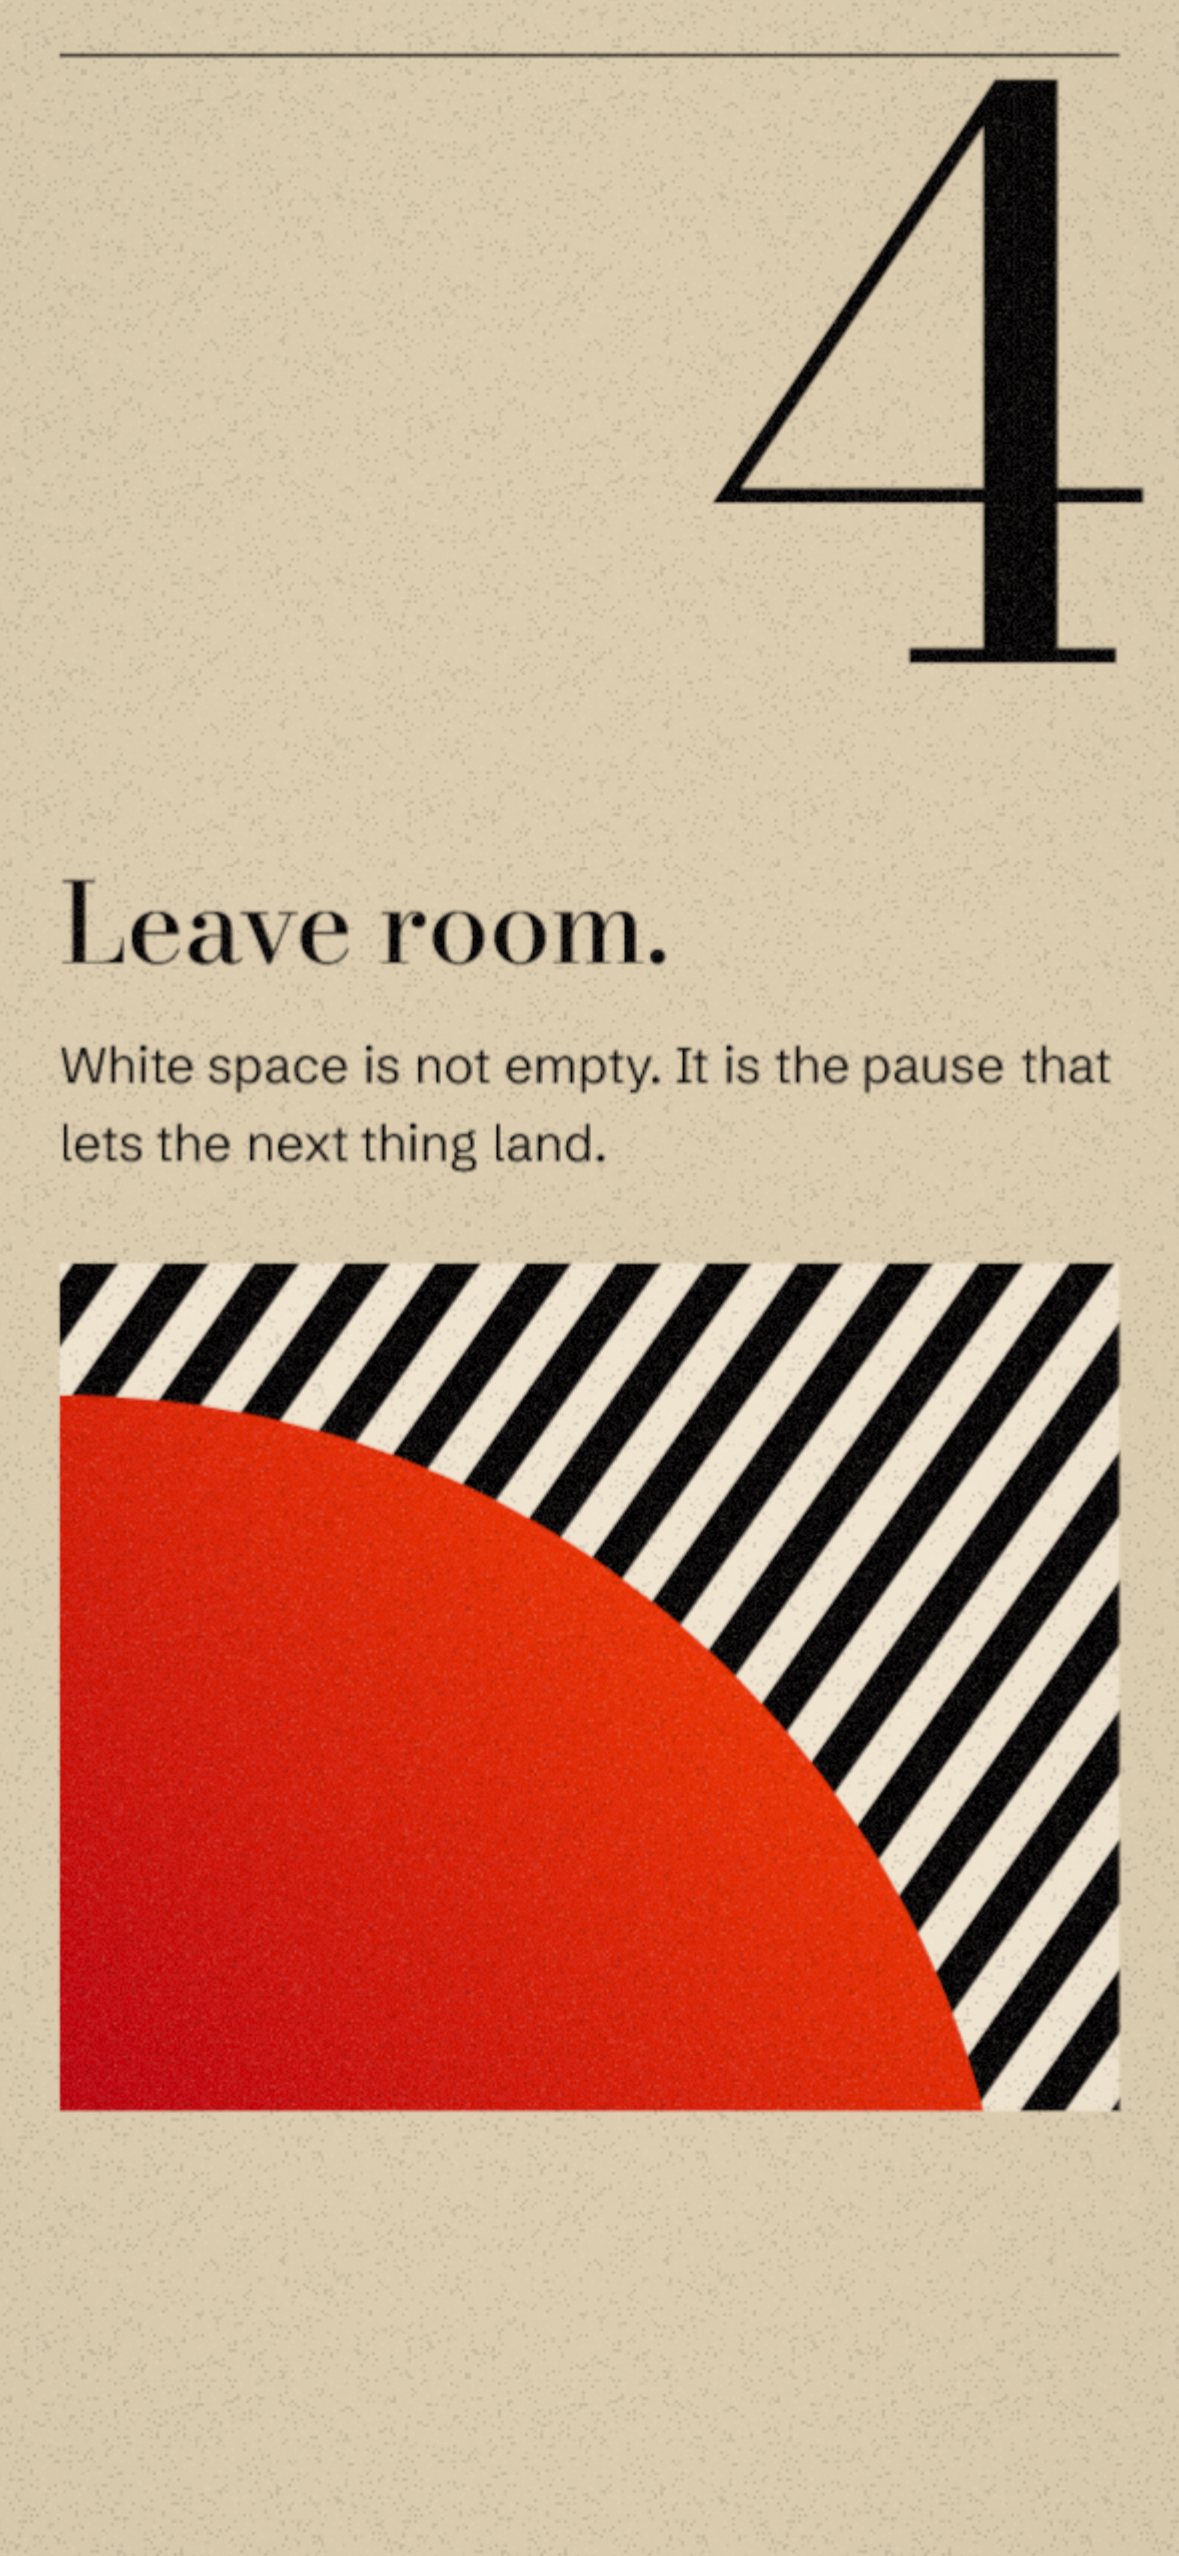 4
Leave room.
White space is not empty. It is the pause that
lets the next thing land.